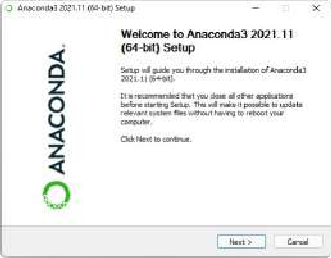 Anaconda3 2021.11 (64-bit) Setup
ANACONDA.
Welcome to Anaconda3 2021.11
(64-bit) Setup
Setup will guide you through the installation of Anaconda3
2021.11 (64-bit).
It is recommended that you close all other applications
before starting Setup. This will make it possible to update
relevant system files without having to reboot your
computer.
Click Next to continue.
Next >
Cancel